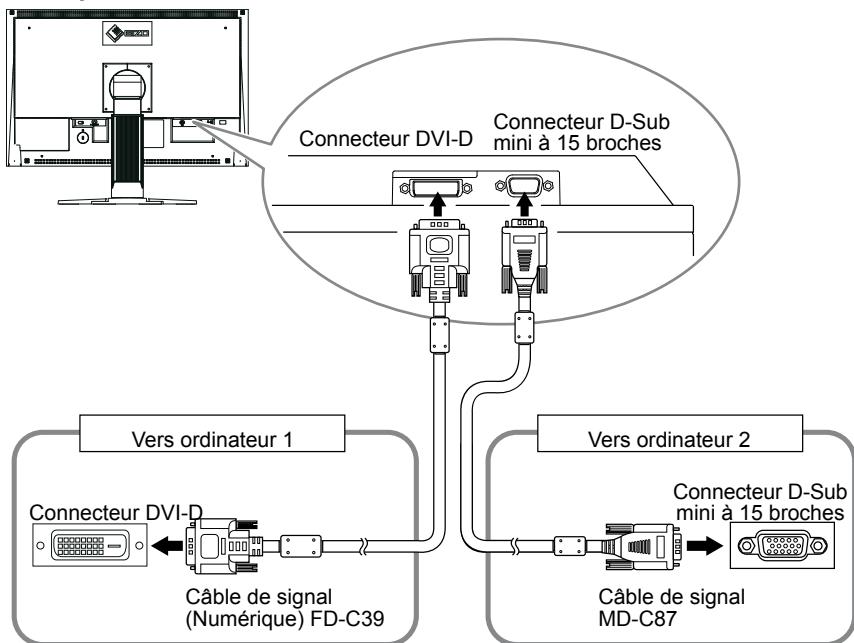 EIZO
Connecteur DVI-D
Connecteur D-Sub
mini à 15 broches
Vers ordinateur 1
Vers ordinateur 2
Connecteur DVI-D
Connecteur D-Sub
mini à 15 broches
Câble de signal
(Numérique) FD-C39
Câble de signal
MD-C87